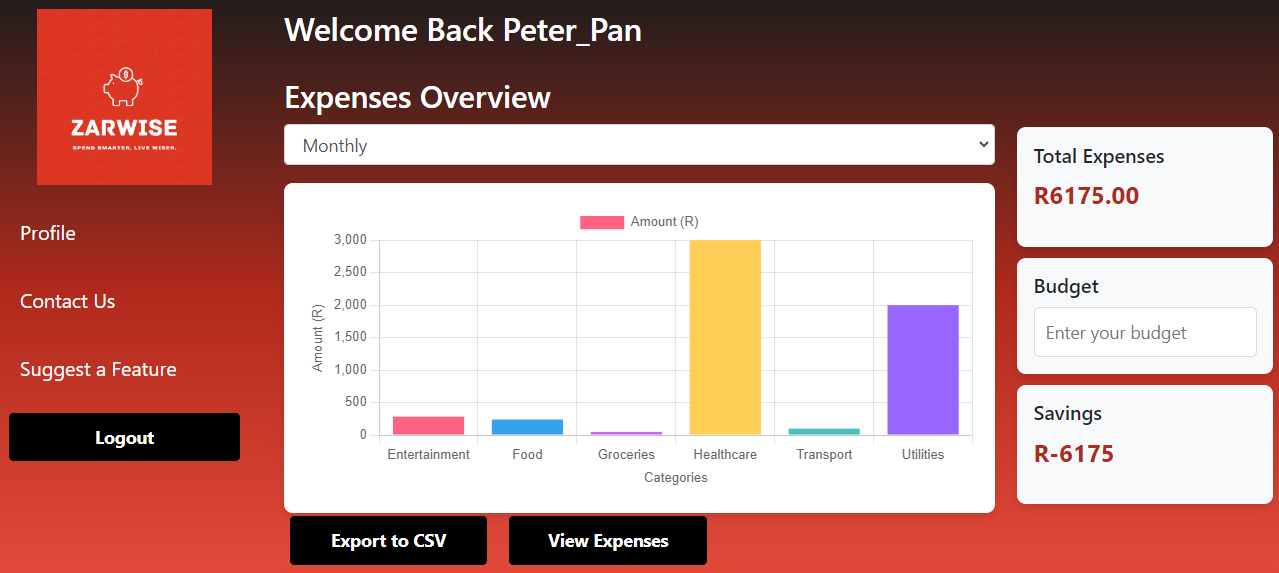 ZARWISE
SPEND SMARTER, LIVE WISER.
Profile
Contact Us
Suggest a Feature
Logout
Welcome Back Peter_Pan
Expenses Overview
Monthly
Amount (R)
3,000
2,500
2,000
1,500
1,000
500
0
Amount (R)
Entertainment Food Groceries Healthcare Transport Utilities
Categories
Export to CSV View Expenses
Total Expenses
R6175.00
Budget
Enter your budget
Savings
R-6175